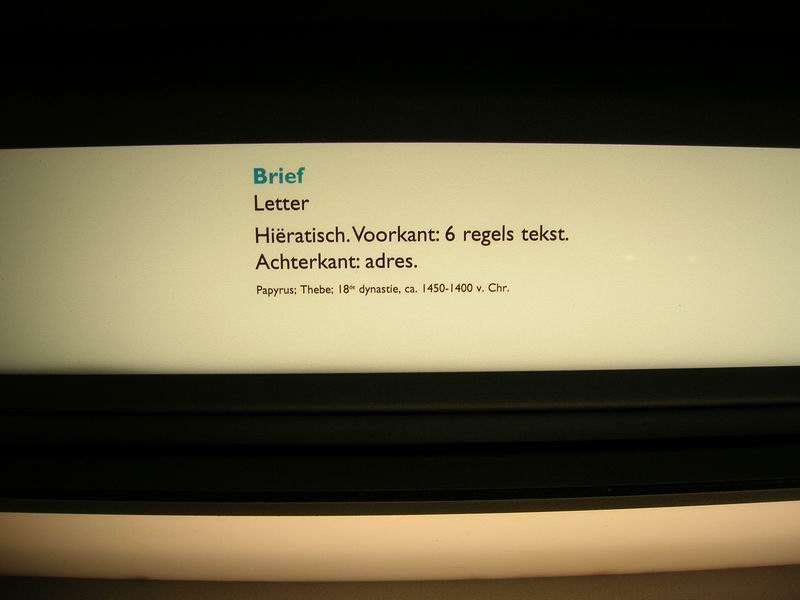 Brief
Letter
Hiëratisch. Voorkant: 6 regels tekst.
Achterkant: adres.
Papyrus; Thebe; 18de dynastie, ca. 1450-1400 v. Chr.